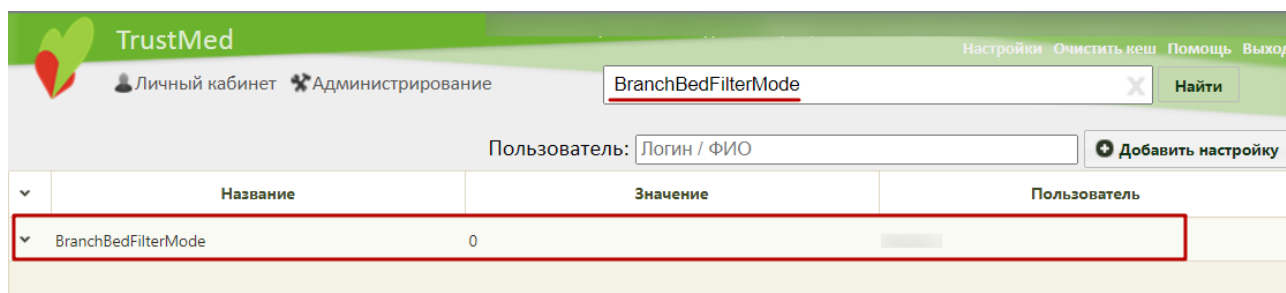 TrustMed
Настройки Очистить кеш Помощь Выход
Личный кабинет Администрирование BranchBedFilterMode X Найти
Пользователь: Логин / ФИО Добавить настройку
Название Значение Пользователь
BranchBedFilterMode 0